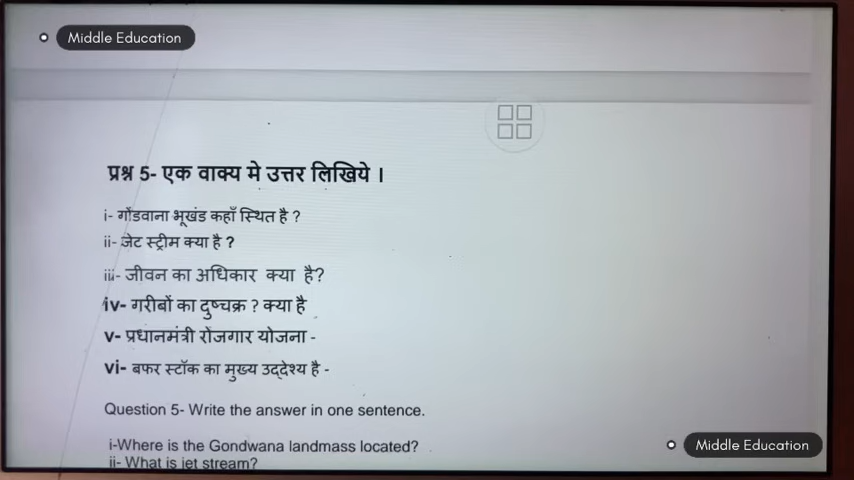 Middle Education
प्रश्न 5- एक वाक्य मे उत्तर लिखिये ।
i- गोंडवाना भूखंड कहाँ स्थित है ?
ii- जेट स्ट्रीम क्या है ?
iii- जीवन का अधिकार क्या है?
iv- गरीबों का दुष्चक्र ? क्या है
v- प्रधानमंत्री रोजगार योजना -
vi- बफर स्टॉक का मुख्य उद्देश्य है -
Question 5- Write the answer in one sentence.
i-Where is the Gondwana landmass located?
Middle Education
ii- What is jet stream?